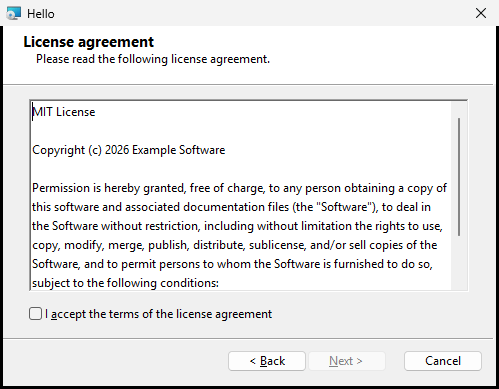 Hello
License agreement
Please read the following license agreement.
MIT License
Copyright (c) 2026 Example Software
Permission is hereby granted, free of charge, to any person obtaining a copy of
this software and associated documentation files (the "Software"), to deal in
the Software without restriction, including without limitation the rights to use,
copy, modify, merge, publish, distribute, sublicense, and/or sell copies of the
Software, and to permit persons to whom the Software is furnished to do so,
subject to the following conditions:
I accept the terms of the license agreement
< Back
Next >
Cancel